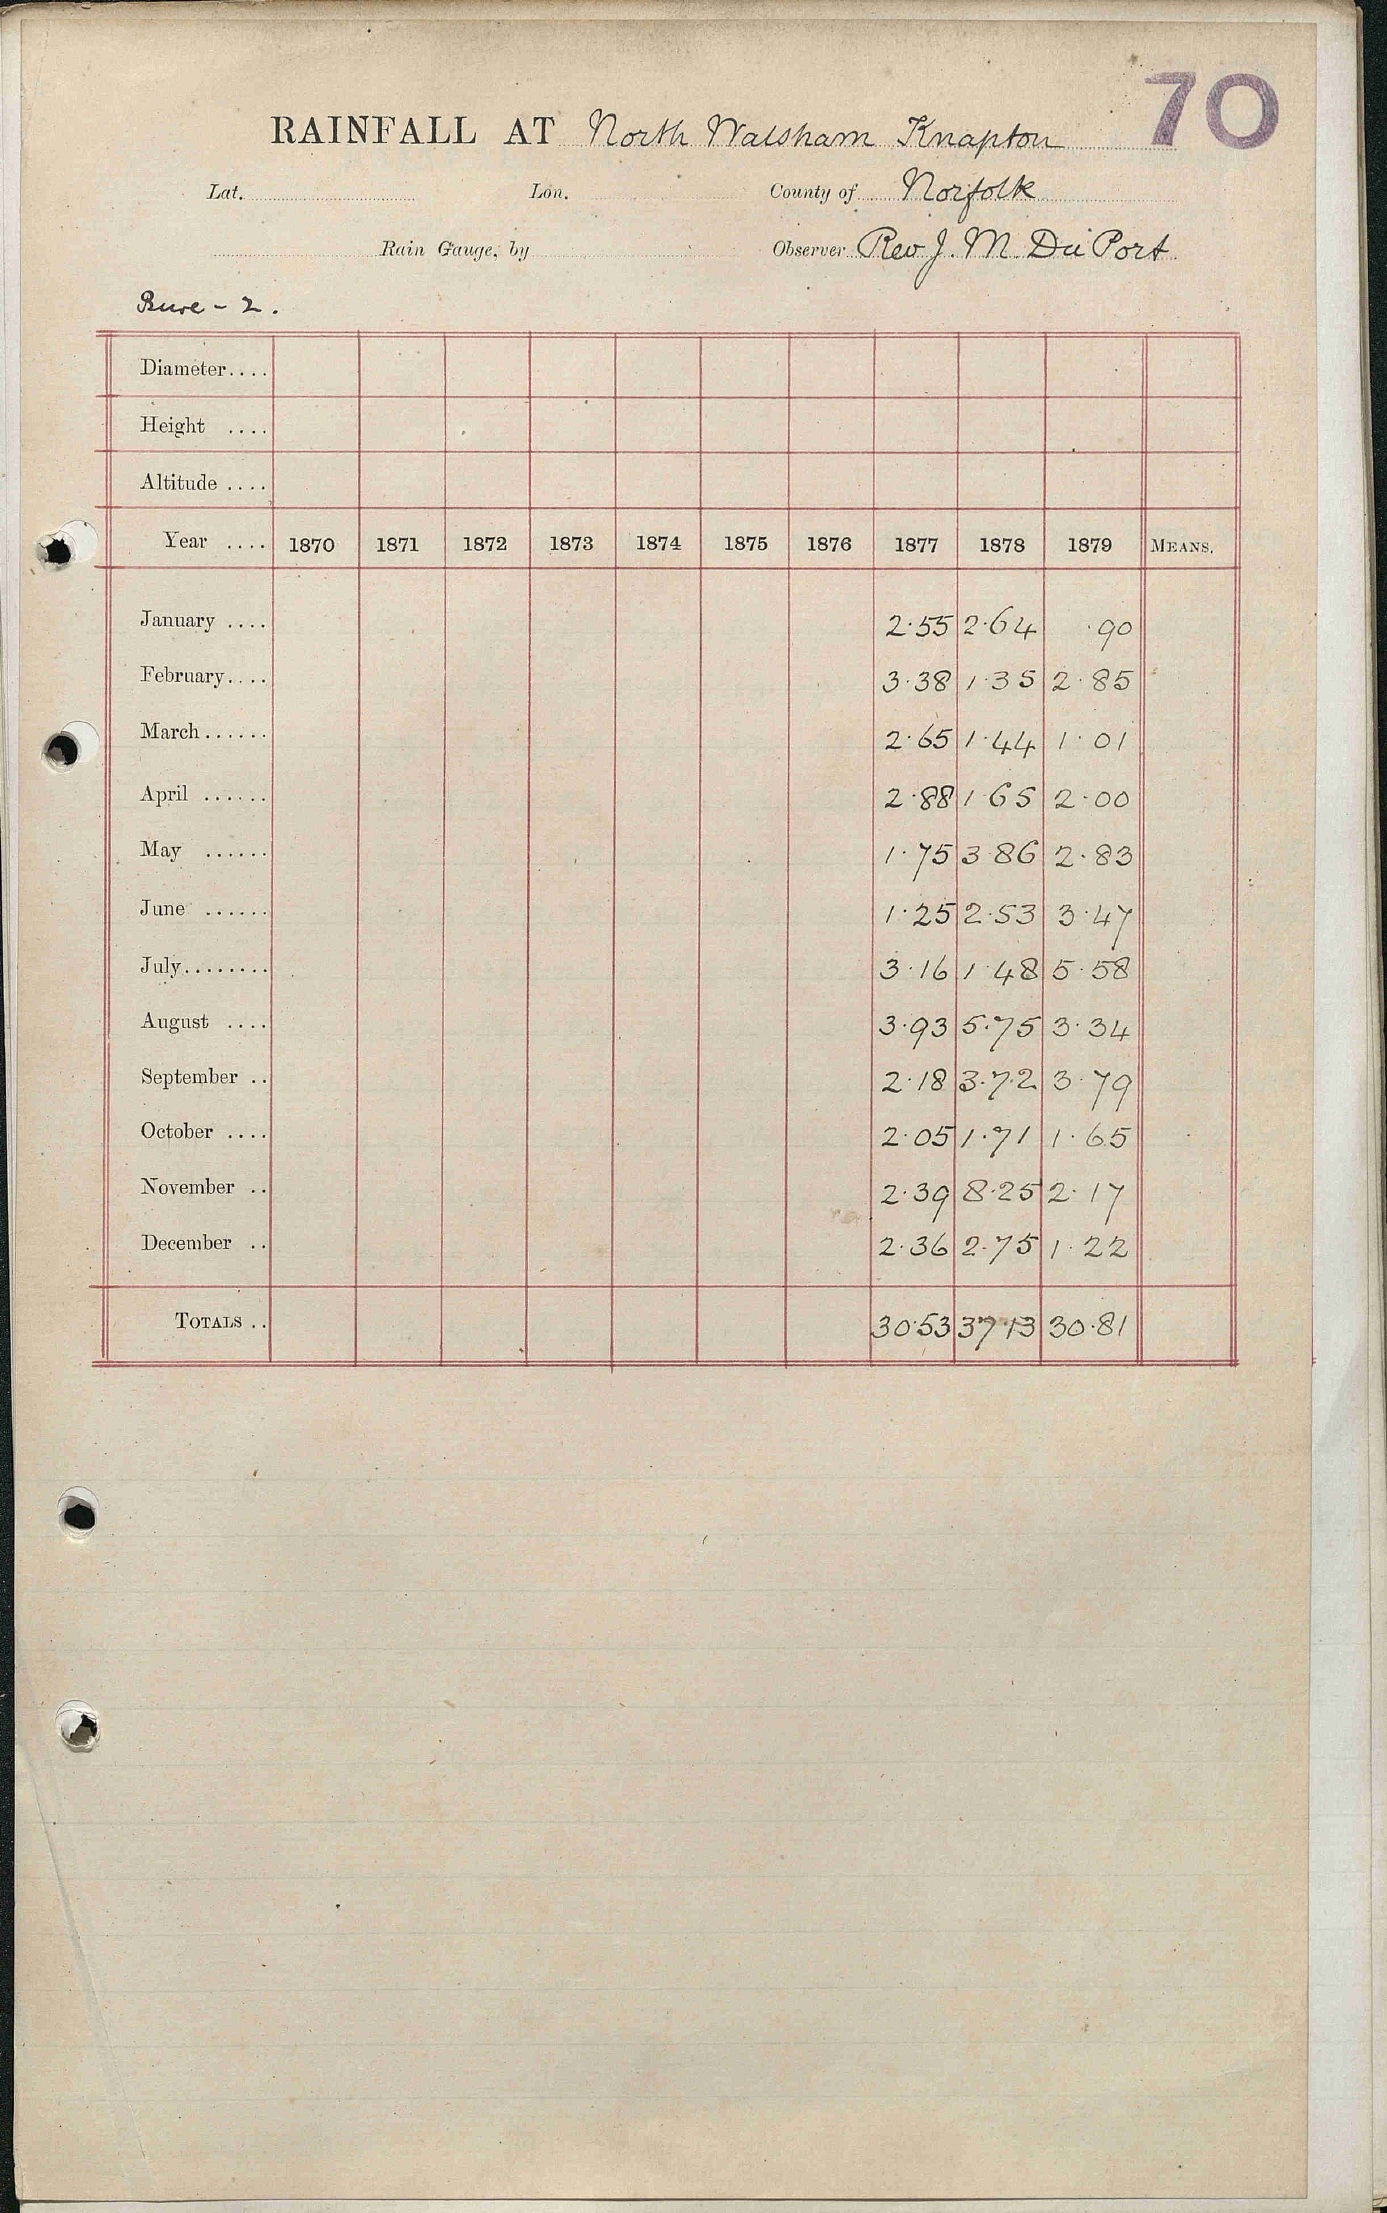 70
RAINFALL AT North Walsham Knapton
Lat. Lon. County of Norfolk
Rain Gauge, by Observer Rev J. M. Du Port
Bure - 2.
Diameter....
Height ....
Altitude ....
Year .... 1870 1871 1872 1873 1874 1875 1876 1877 1878 1879 MEANS.
January .... 2.55 2.64 .90
February.... 3.38 1.35 2.85
March...... 2.65 1.44 1.01
April ...... 2.88 1.65 2.00
May ...... 1.75 3.86 2.83
June ...... 1.25 2.53 3.47
July........ 3.16 1.48 5.58
August .... 3.93 5.75 3.34
September .. 2.18 3.72 3.79
October .... 2.05 1.71 1.65
November .. 2.39 8.25 2.17
December .. 2.36 2.75 1.22
TOTALS .. 30.53 37.13 30.81